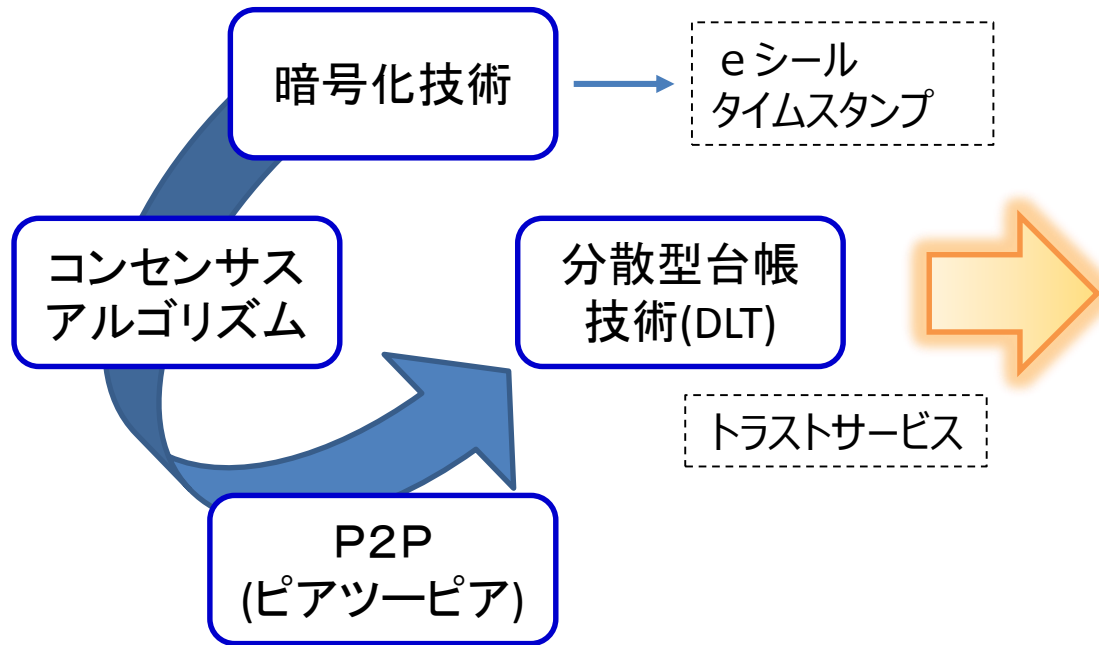 暗号化技術
eシール
タイムスタンプ
コンセンサス
アルゴリズム
分散型台帳
技術(DLT)
トラストサービス
P2P
(ピアツーピア)